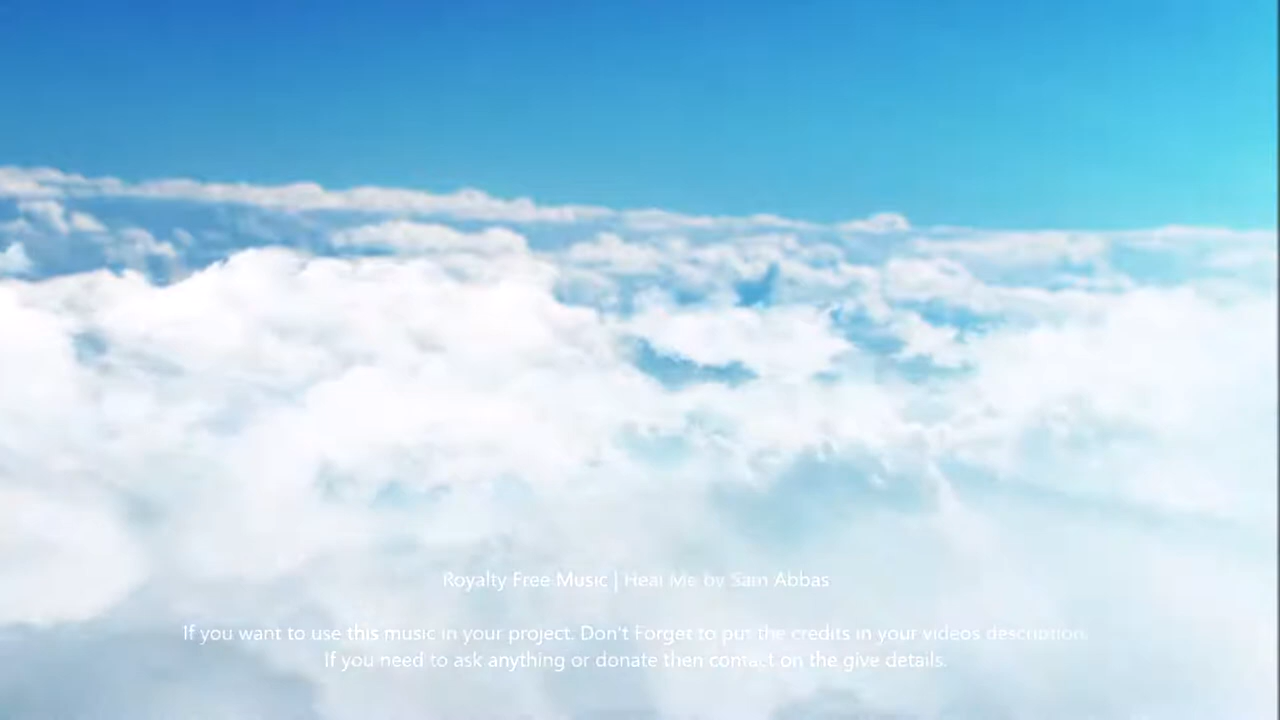 Royalty Free Music | Heal Me by Sam Abbas
If you want to use this music in your project. Don't Forget to put the credits in your videos description.
If you need to ask anything or donate then contact on the give details.